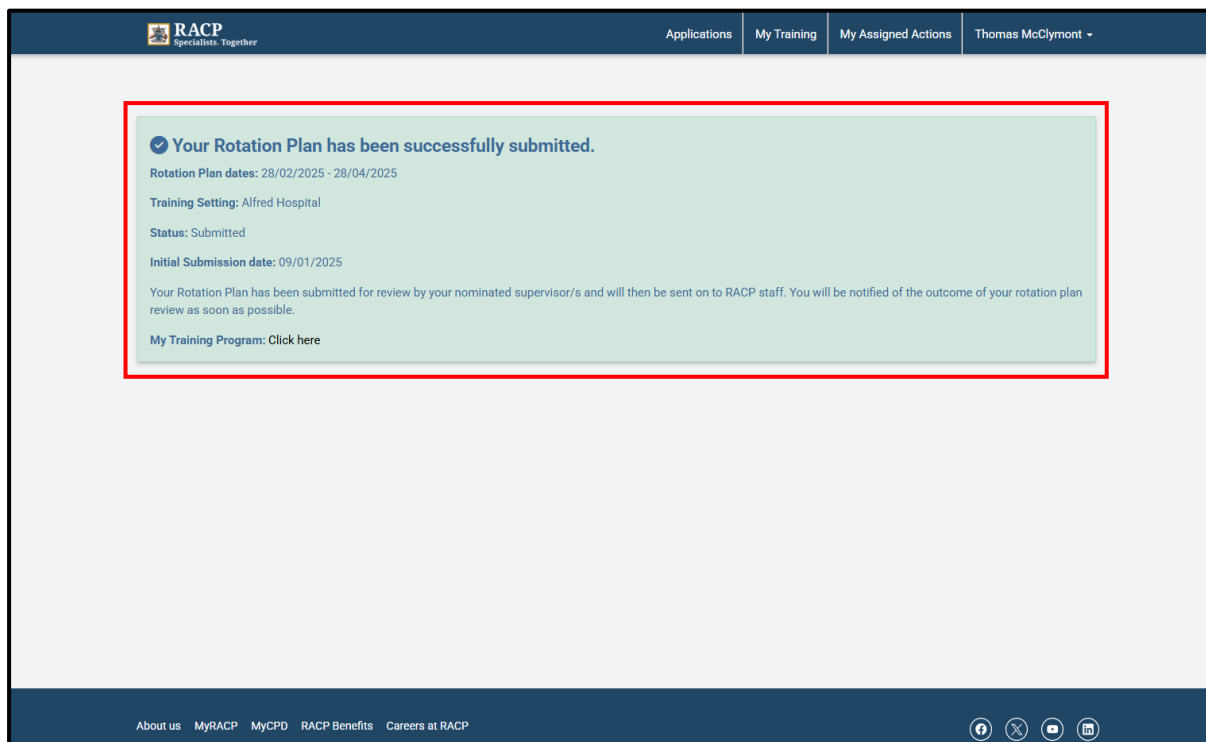 RACP
Specialists. Together
Applications
My Training
My Assigned Actions
Thomas McClymont
Your Rotation Plan has been successfully submitted.
Rotation Plan dates: 28/02/2025 - 28/04/2025
Training Setting: Alfred Hospital
Status: Submitted
Initial Submission date: 09/01/2025
Your Rotation Plan has been submitted for review by your nominated supervisor/s and will then be sent on to RACP staff. You will be notified of the outcome of your rotation plan
review as soon as possible.
My Training Program: Click here
About us MyRACP MyCPD RACP Benefits Careers at RACP